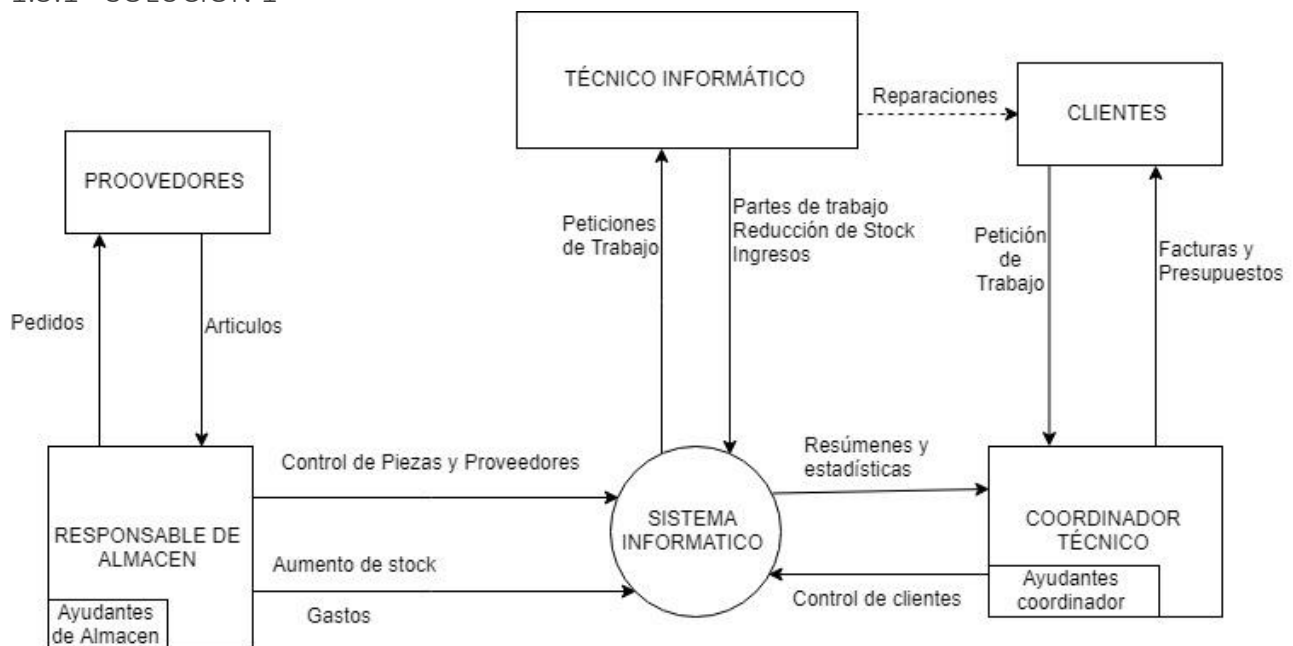 1.5.1 SOLUCIÓN 1
TÉCNICO INFORMÁTICO
Reparaciones
CLIENTES
PROOVEDORES
Peticiones
de Trabajo
Partes de trabajo
Reducción de Stock
Ingresos
Petición
de
Trabajo
Facturas y
Presupuestos
Pedidos
Articulos
Control de Piezas y Proveedores
Resúmenes y
estadísticas
RESPONSABLE DE
ALMACEN
SISTEMA
INFORMATICO
COORDINADOR
TÉCNICO
Aumento de stock
Gastos
Control de clientes
Ayudantes
coordinador
Ayudantes
de Almacen